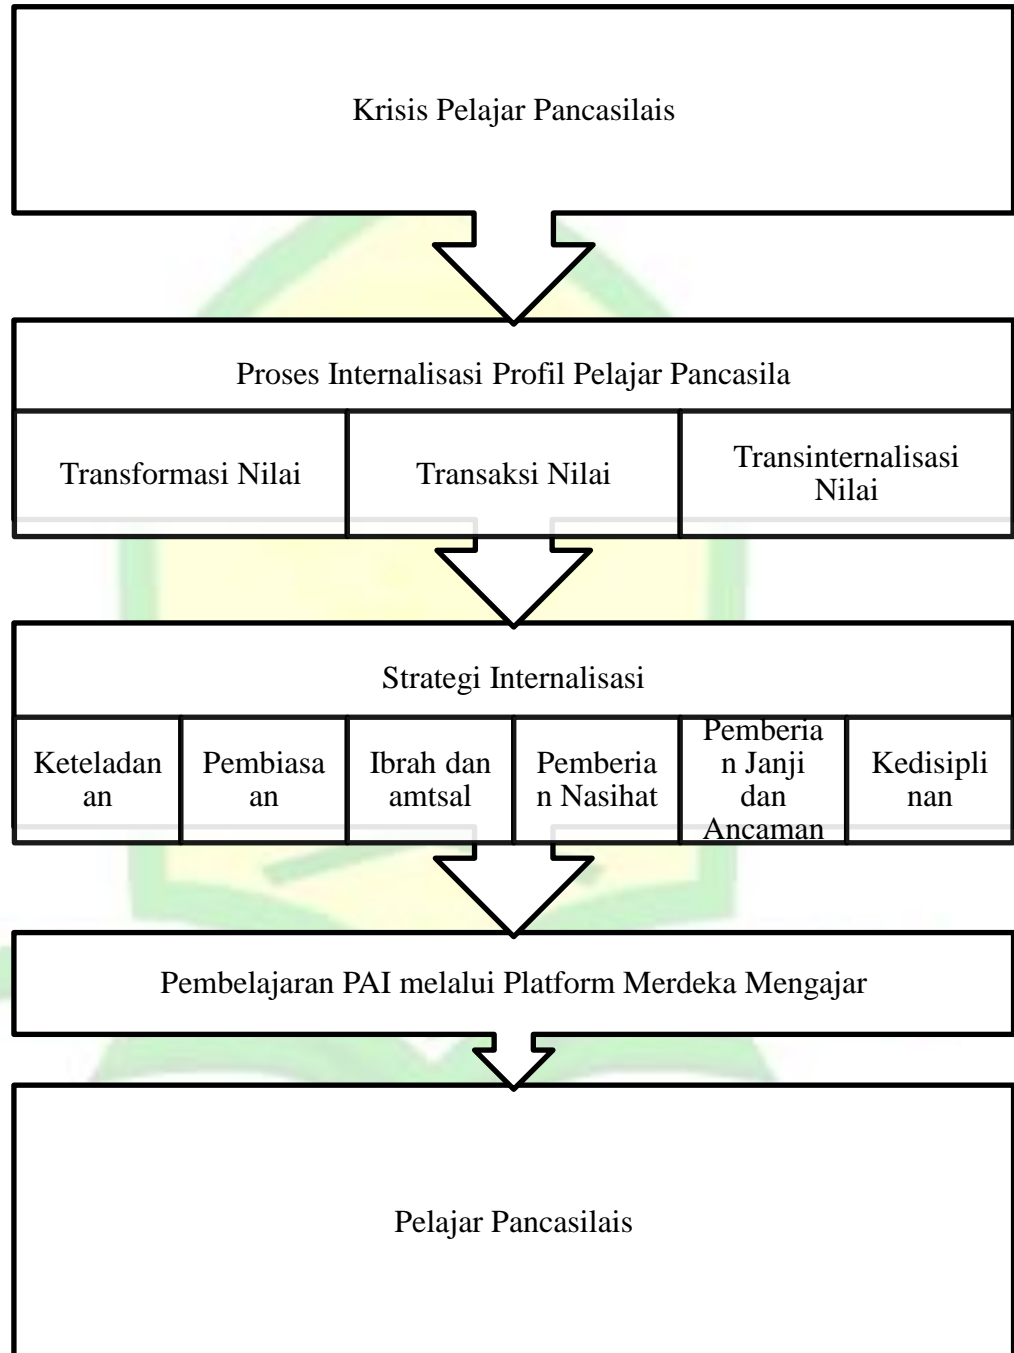 Krisis Pelajar Pancasilais
Proses Internalisasi Profil Pelajar Pancasila
Transformasi Nilai
Transaksi Nilai
Transinternalisasi
Nilai
Strategi Internalisasi
Keteladan
an
Pembiasa
an
Ibrah dan
amtsal
Pemberia
n Nasihat
Pemberia
n Janji
dan
Ancaman
Kedisipli
nan
Pembelajaran PAI melalui Platform Merdeka Mengajar
Pelajar Pancasilais